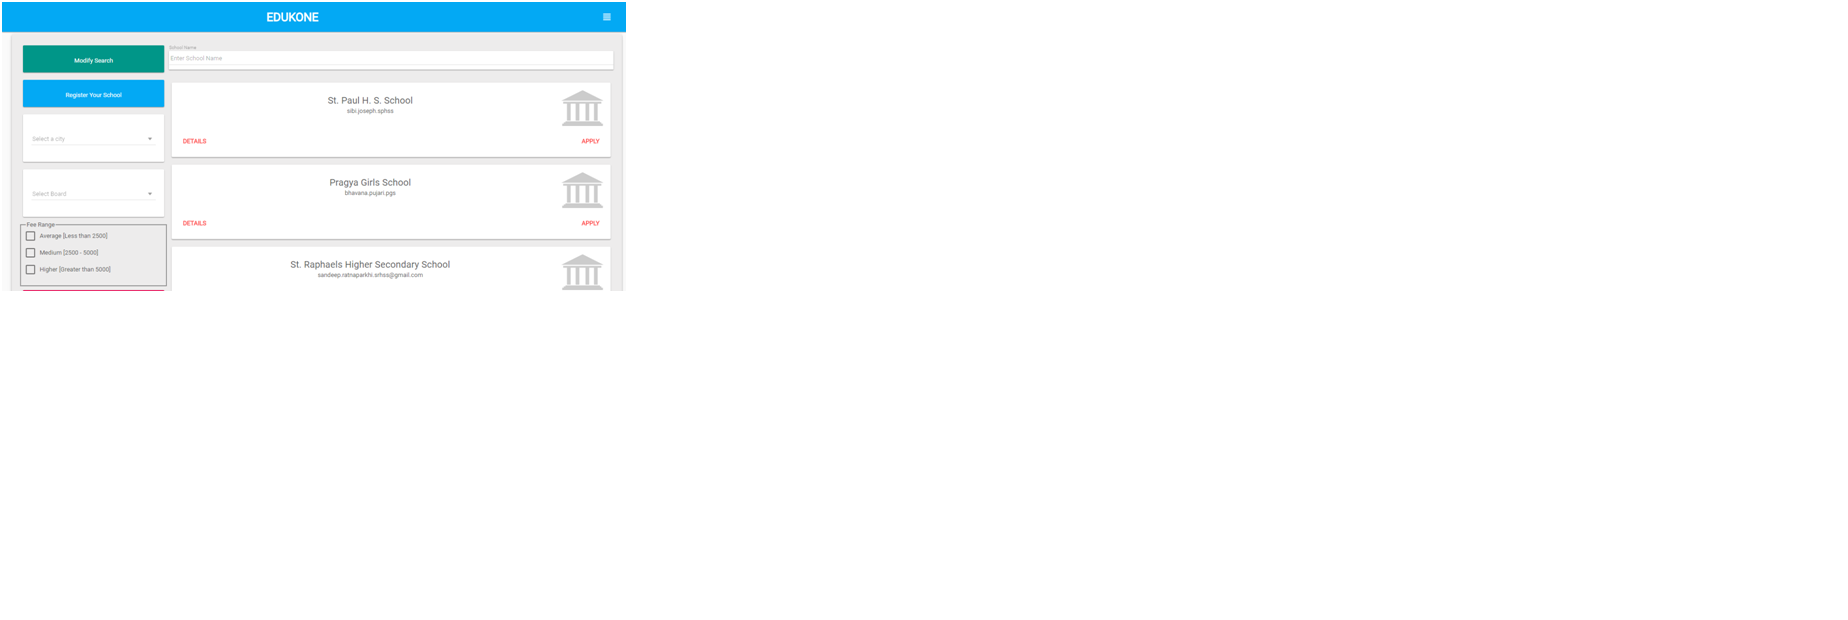 EDUKONE
Modify Search
Register Your School
Select a city
Select Board
Fee Range
Average [Less than 2500]
Medium [2500 - 5000]
Higher [Greater than 5000]
School Name
Enter School Name
St. Paul H. S. School
sibi.joseph.sphss
DETAILS
APPLY
Pragya Girls School
bhavana.pujari.pgs
DETAILS
APPLY
St. Raphaels Higher Secondary School
sandeep.ratnaparkhi.srhss@gmail.com